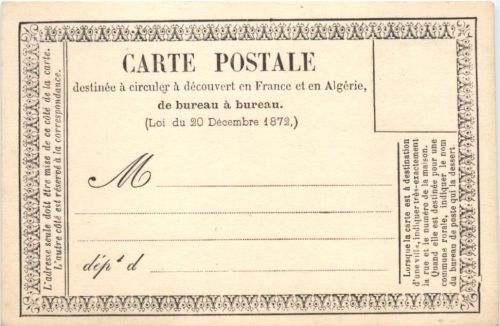 CARTE POSTALE
destinée à circuler à découvert en France et en Algérie,
de bureau à bureau.
(Loi du 20 Décembre 1872,)
M
dépt d
L'adresse seule doit être mise de ce côté de la carte.
L'autre côté est réservé à la correspondance.
Lorsque la carte est à destination
d'une ville, indiquer très-exactement
la rue et le numéro de la maison.
Quand elle est destinée pour une
commune rurale, indiquer le nom
du bureau de poste qui la dessert.